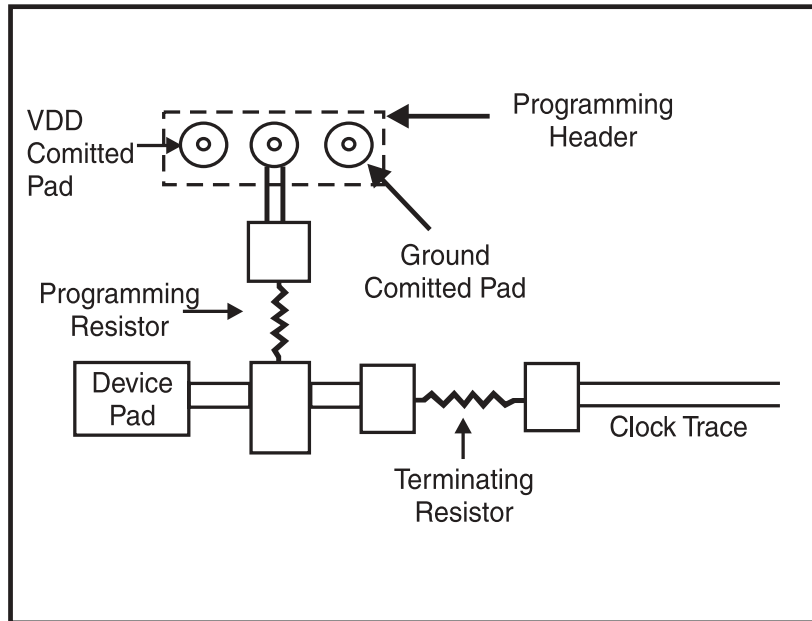 VDD
Comitted
Pad
Programming
Header
Ground
Comitted Pad
Programming
Resistor
Device
Pad
Clock Trace
Terminating
Resistor